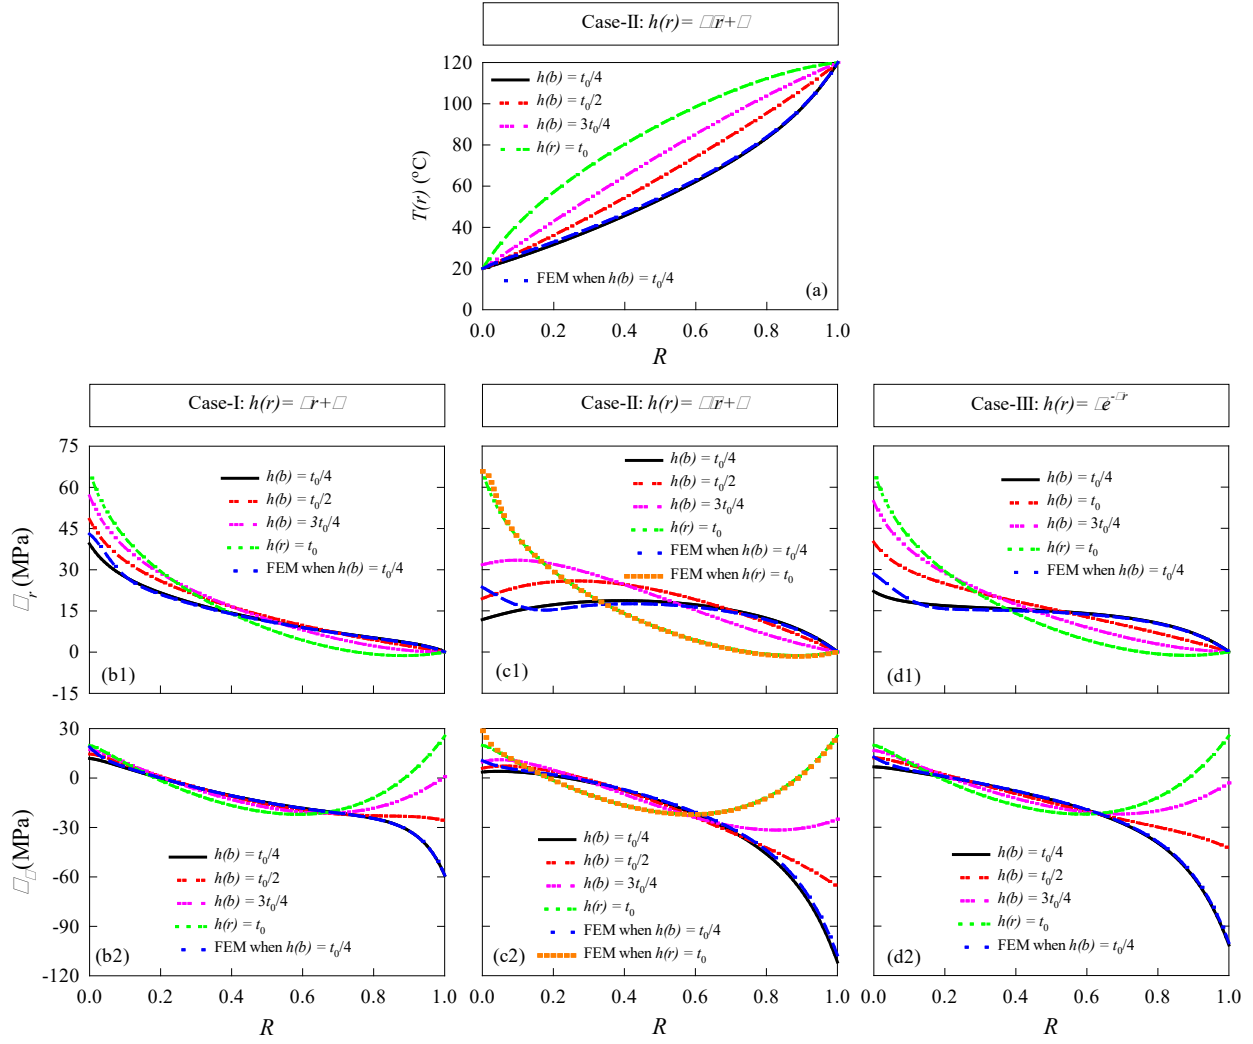 Case-II: h(r) = □□r+□
120
100
80
60
40
20
0
T(r) (°C)
h(b) = t0/4
h(b) = t0/2
h(b) = 3t0/4
h(r) = t0
FEM when h(b) = t0/4
(a)
0.0 0.2 0.4 0.6 0.8 1.0
R
Case-I: h(r) = □r+□
Case-II: h(r) = □□r+□
Case-III: h(r) = □e-□r
75
60
45
30
15
0
-15
□r (MPa)
h(b) = t0/4
h(b) = t0/2
h(b) = 3t0/4
h(r) = t0
FEM when h(b) = t0/4
(b1)
h(b) = t0/4
h(b) = t0/2
h(b) = 3t0/4
h(r) = t0
FEM when h(b) = t0/4
FEM when h(r) = t0
(c1)
h(b) = t0/4
h(b) = t0
h(b) = 3t0/4
h(r) = t0
FEM when h(b) = t0/4
(d1)
30
0
-30
-60
-90
-120
□□(MPa)
h(b) = t0/4
h(b) = t0/2
h(b) = 3t0/4
h(r) = t0
FEM when h(b) = t0/4
(b2)
h(b) = t0/4
h(b) = t0/2
h(b) = 3t0/4
h(r) = t0
FEM when h(b) = t0/4
FEM when h(r) = t0
(c2)
h(b) = t0/4
h(b) = t0/2
h(b) = 3t0/4
h(r) = t0
FEM when h(b) = t0/4
(d2)
0.0 0.2 0.4 0.6 0.8 1.0
0.0 0.2 0.4 0.6 0.8 1.0
0.0 0.2 0.4 0.6 0.8 1.0
R
R
R